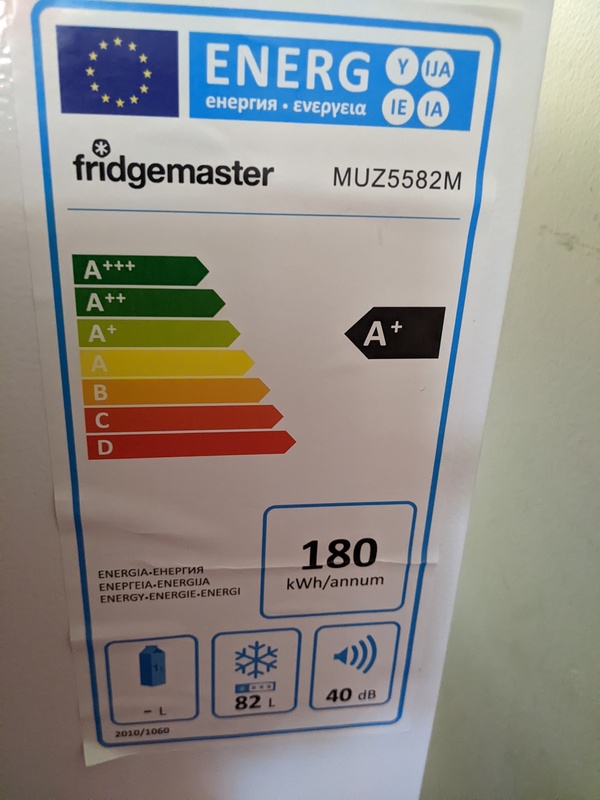 ENERG Y IJA
енергия · ενεργεια IE IA
fridgemaster MUZ5582M
A+++
A++
A+ A+
A
B
C
D
180
kWh/annum
ENERGIA·ЕНЕРГИЯ
ΕΝΕΡΓΕΙΑ·ENERGIJA
ENERGY·ENERGIE·ENERGI
1
- L 82 L 40 dB
2010/1060